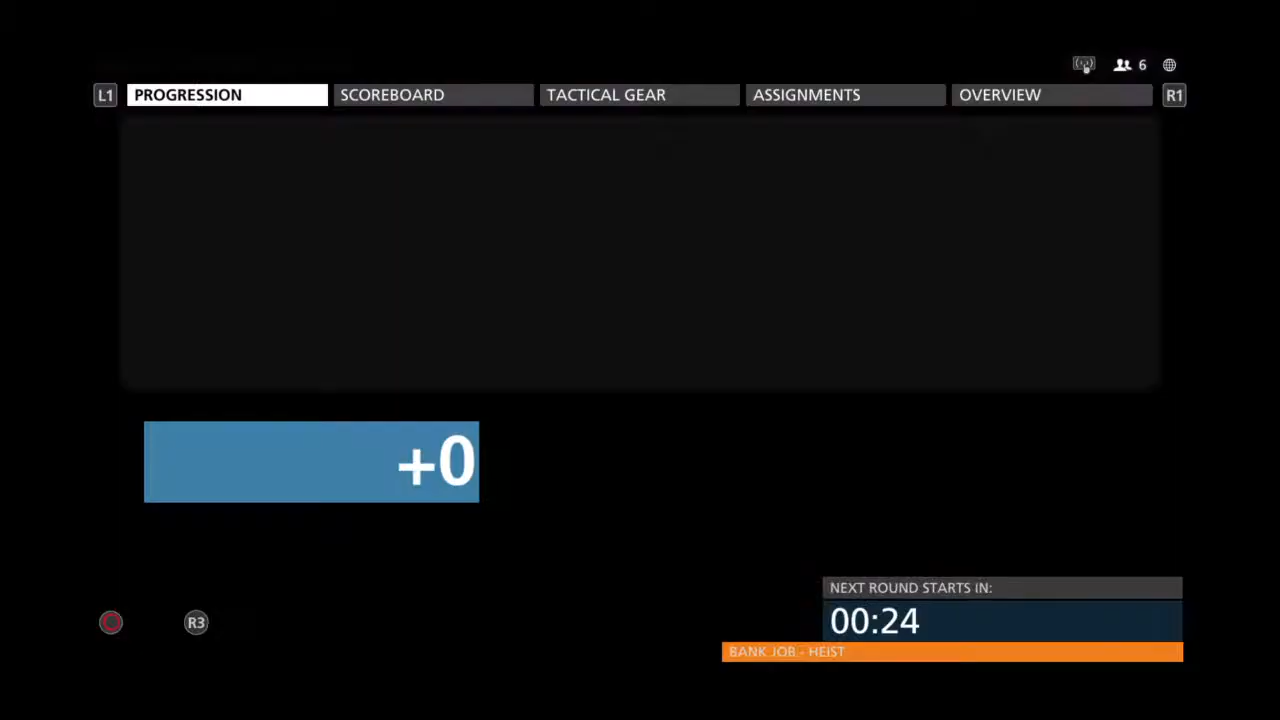 6
L1 PROGRESSION SCOREBOARD TACTICAL GEAR ASSIGNMENTS OVERVIEW R1
+0
NEXT ROUND STARTS IN:
00:24
R3
BANK JOB - HEIST